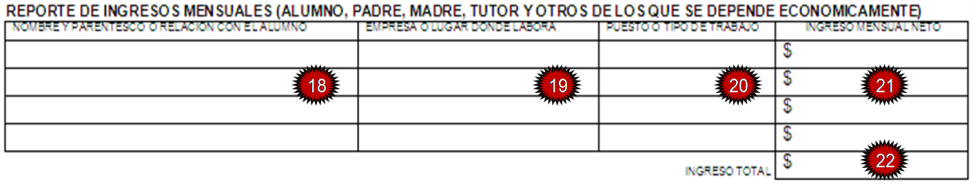 REPORTE DE INGRESOS MENSUALES (ALUMNO, PADRE, MADRE, TUTOR Y OTROS DE LOS QUE SE DEPENDE ECONOMICAMENTE)
NOMBRE Y PARENTESCO O RELACION CON EL ALUMNO EMPRESA O LUGAR DONDE LABORA PUESTO O TIPO DE TRABAJO INGRESO MENSUAL NETO
$
18 19 20 $ 21
$
$
INGRESO TOTAL $ 22